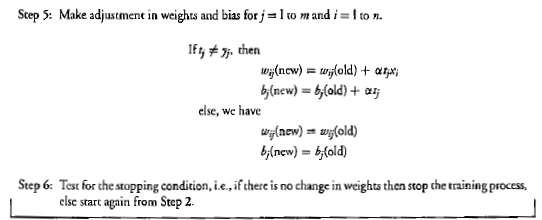 Step 5: Make adjustment in weights and bias for j = 1 to m and i = 1 to n.
If tj ≠ yj, then
wij(new) = wij(old) + αtjxi
bj(new) = bj(old) + αtj
else, we have
wij(new) = wij(old)
bj(new) = bj(old)
Step 6: Test for the stopping condition, i.e., if there is no change in weights then stop the training process,
else start again from Step 2.